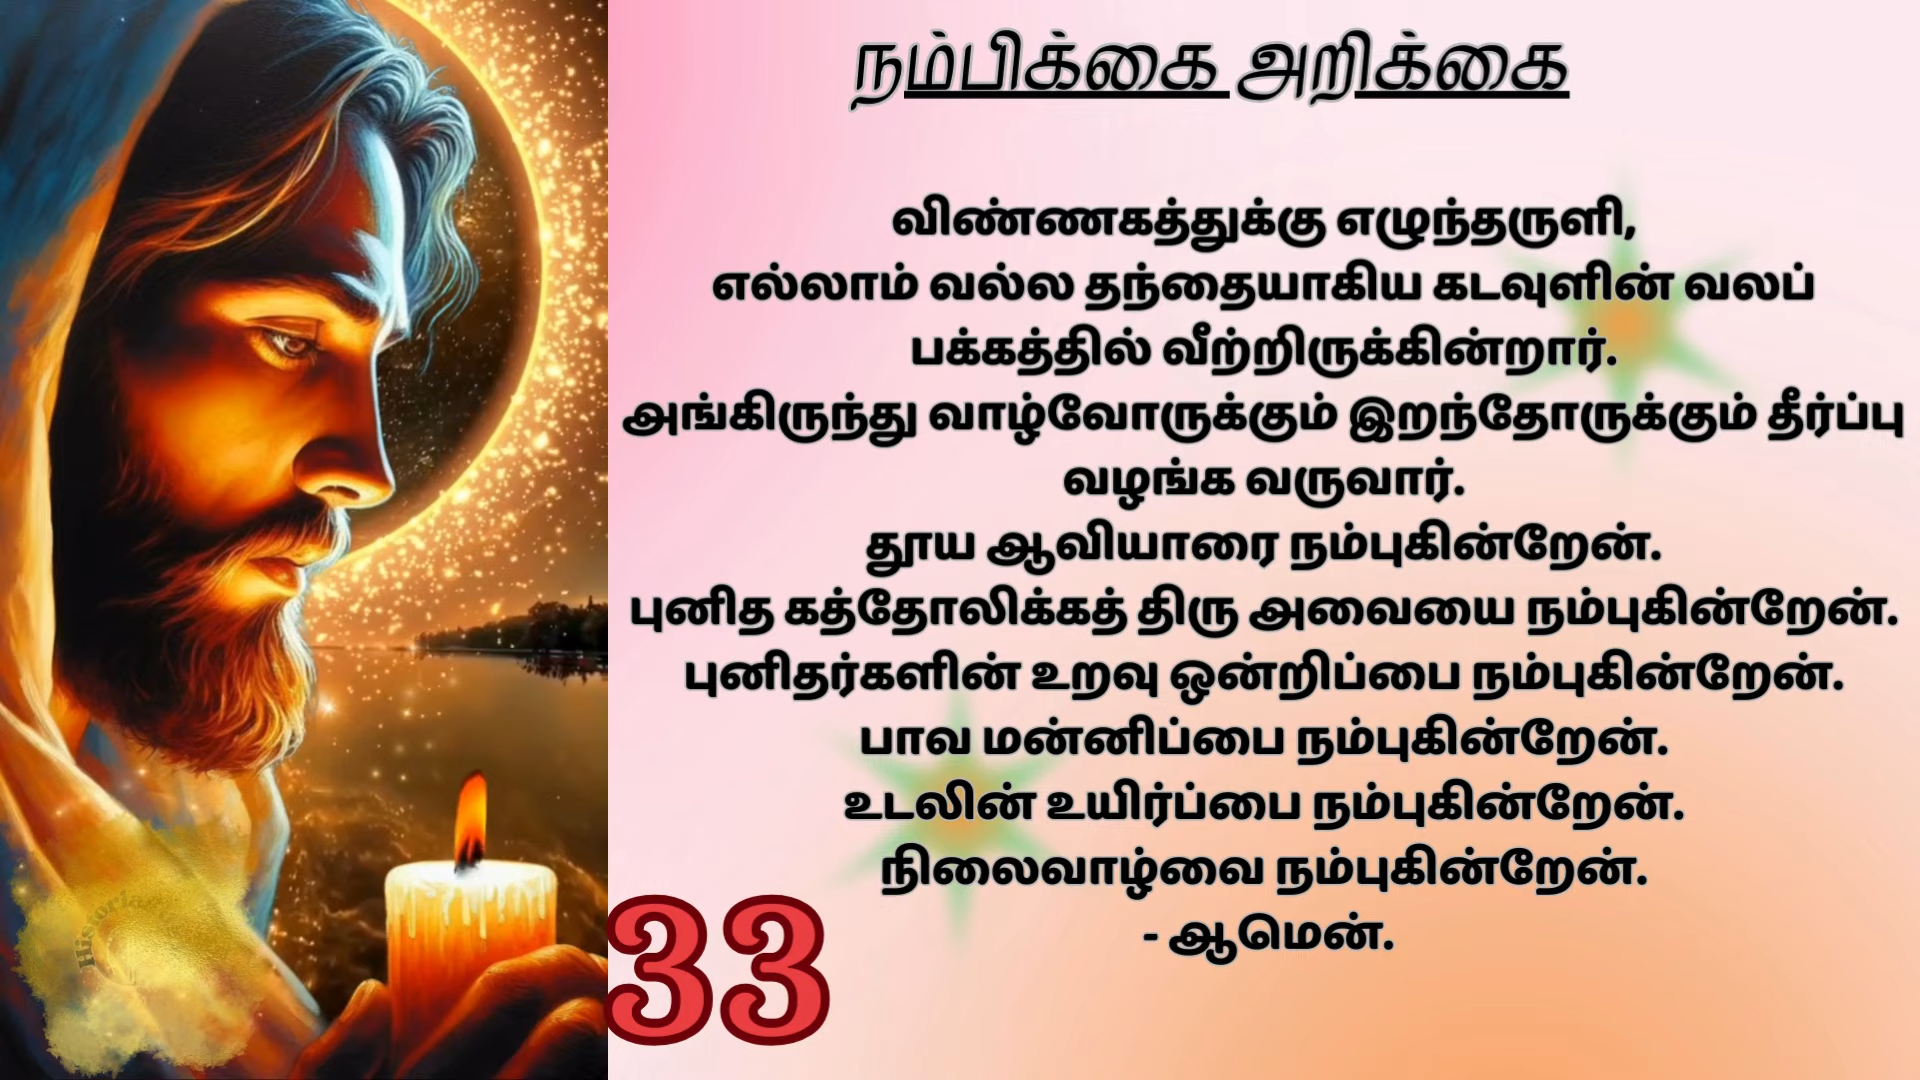 நம்பிக்கை அறிக்கை
விண்ணகத்துக்கு எழுந்தருளி,
எல்லாம் வல்ல தந்தையாகிய கடவுளின் வலப்
பக்கத்தில் வீற்றிருக்கின்றார்.
அங்கிருந்து வாழ்வோருக்கும் இறந்தோருக்கும் தீர்ப்பு
வழங்க வருவார்.
தூய ஆவியாரை நம்புகின்றேன்.
புனித கத்தோலிக்கத் திரு அவையை நம்புகின்றேன்.
புனிதர்களின் உறவு ஒன்றிப்பை நம்புகின்றேன்.
பாவ மன்னிப்பை நம்புகின்றேன்.
உடலின் உயிர்ப்பை நம்புகின்றேன்.
நிலைவாழ்வை நம்புகின்றேன்.
- ஆமென்.
33